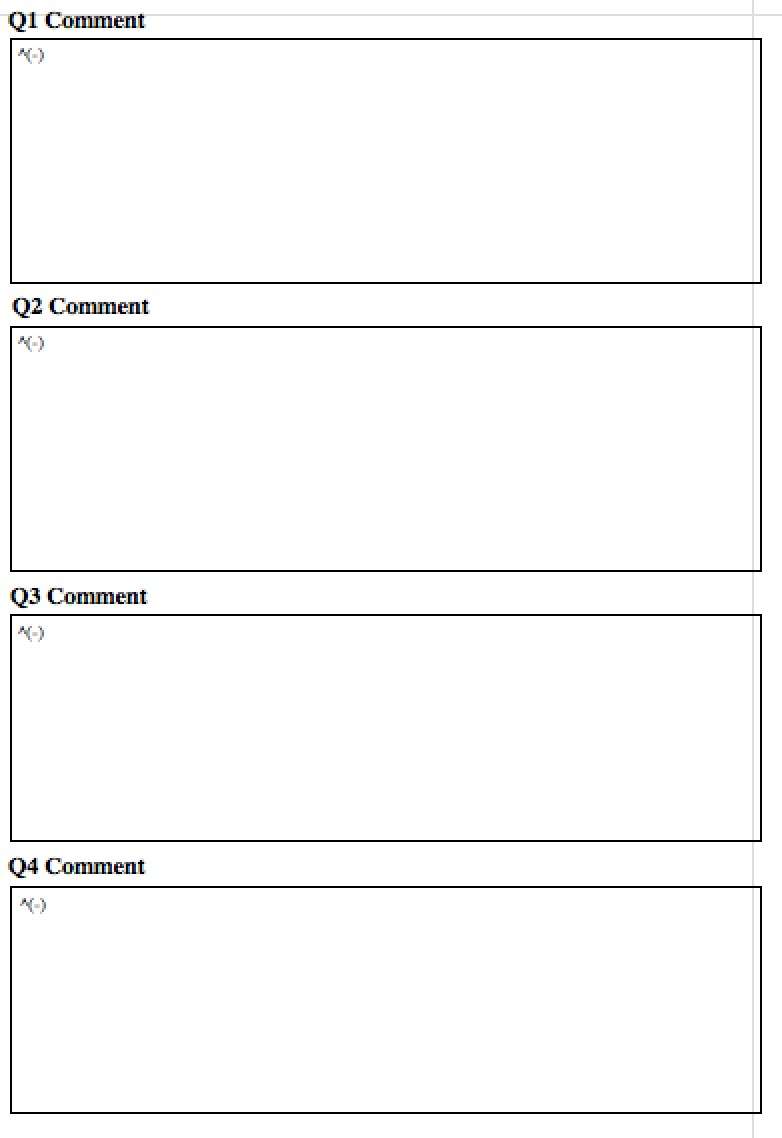 Q1 Comment
^(-)
Q2 Comment
^(-)
Q3 Comment
^(-)
Q4 Comment
^(-)